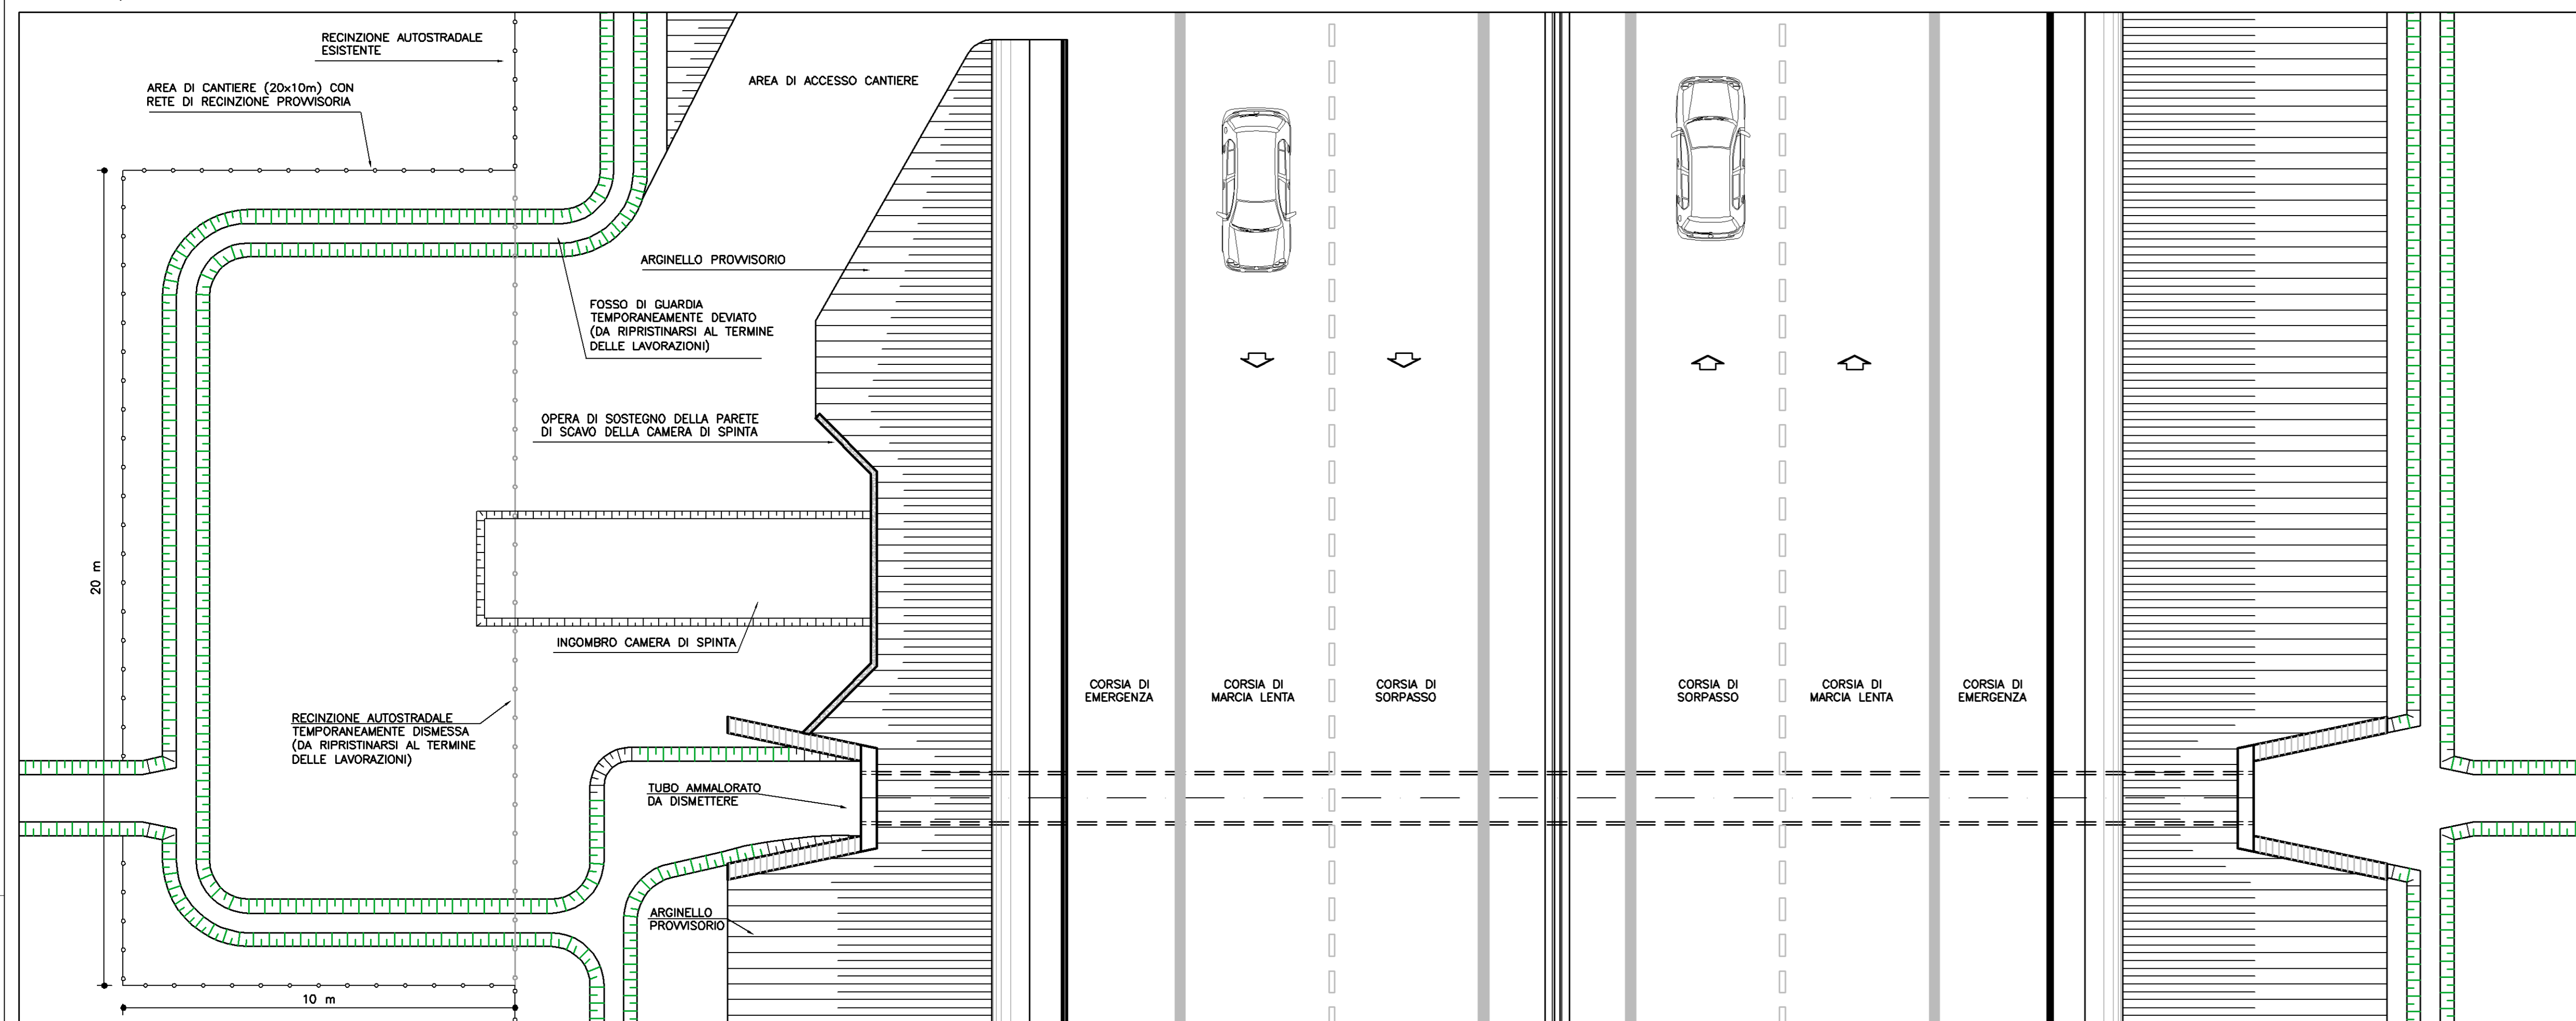 RECINZIONE AUTOSTRADALE
ESISTENTE
AREA DI CANTIERE (20x10m) CON
RETE DI RECINZIONE PROVVISORIA
AREA DI ACCESSO CANTIERE
ARGINELLO PROVVISORIO
FOSSO DI GUARDIA
TEMPORANEAMENTE DEVIATO
(DA RIPRISTINARSI AL TERMINE
DELLE LAVORAZIONI)
OPERA DI SOSTEGNO DELLA PARETE
DI SCAVO DELLA CAMERA DI SPINTA
20 m
INGOMBRO CAMERA DI SPINTA
RECINZIONE AUTOSTRADALE
TEMPORANEAMENTE DISMESSA
(DA RIPRISTINARSI AL TERMINE
DELLE LAVORAZIONI)
TUBO AMMALORATO
DA DISMETTERE
ARGINELLO
PROVVISORIO
10 m
CORSIA DI
EMERGENZA
CORSIA DI
MARCIA LENTA
CORSIA DI
SORPASSO
CORSIA DI
SORPASSO
CORSIA DI
MARCIA LENTA
CORSIA DI
EMERGENZA